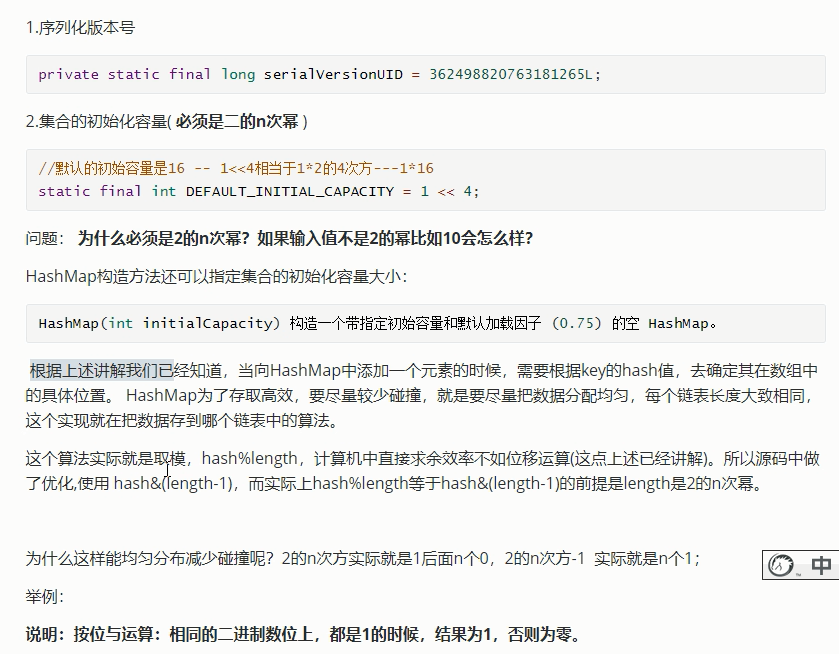 1.序列化版本号
private static final long serialVersionUID = 362498820763181265L;
2.集合的初始化容量( 必须是二的n次幂 )
//默认的初始容量是16 -- 1<<4相当于1*2的4次方---1*16
static final int DEFAULT_INITIAL_CAPACITY = 1 << 4;
问题： 为什么必须是2的n次幂？如果输入值不是2的幂比如10会怎么样？
HashMap构造方法还可以指定集合的初始化容量大小：
HashMap(int initialCapacity) 构造一个带指定初始容量和默认加载因子 (0.75) 的空 HashMap。
根据上述讲解我们已经知道，当向HashMap中添加一个元素的时候，需要根据key的hash值，去确定其在数组中
的具体位置。 HashMap为了存取高效，要尽量较少碰撞，就是要尽量把数据分配均匀，每个链表长度大致相同，
这个实现就在把数据存到哪个链表中的算法。
这个算法实际就是取模，hash%length，计算机中直接求余效率不如位移运算(这点上述已经讲解)。所以源码中做
了优化,使用 hash&(length-1)，而实际上hash%length等于hash&(length-1)的前提是length是2的n次幂。
为什么这样能均匀分布减少碰撞呢？2的n次方实际就是1后面n个0，2的n次方-1 实际就是n个1；
中
举例：
说明：按位与运算：相同的二进制数位上，都是1的时候，结果为1，否则为零。